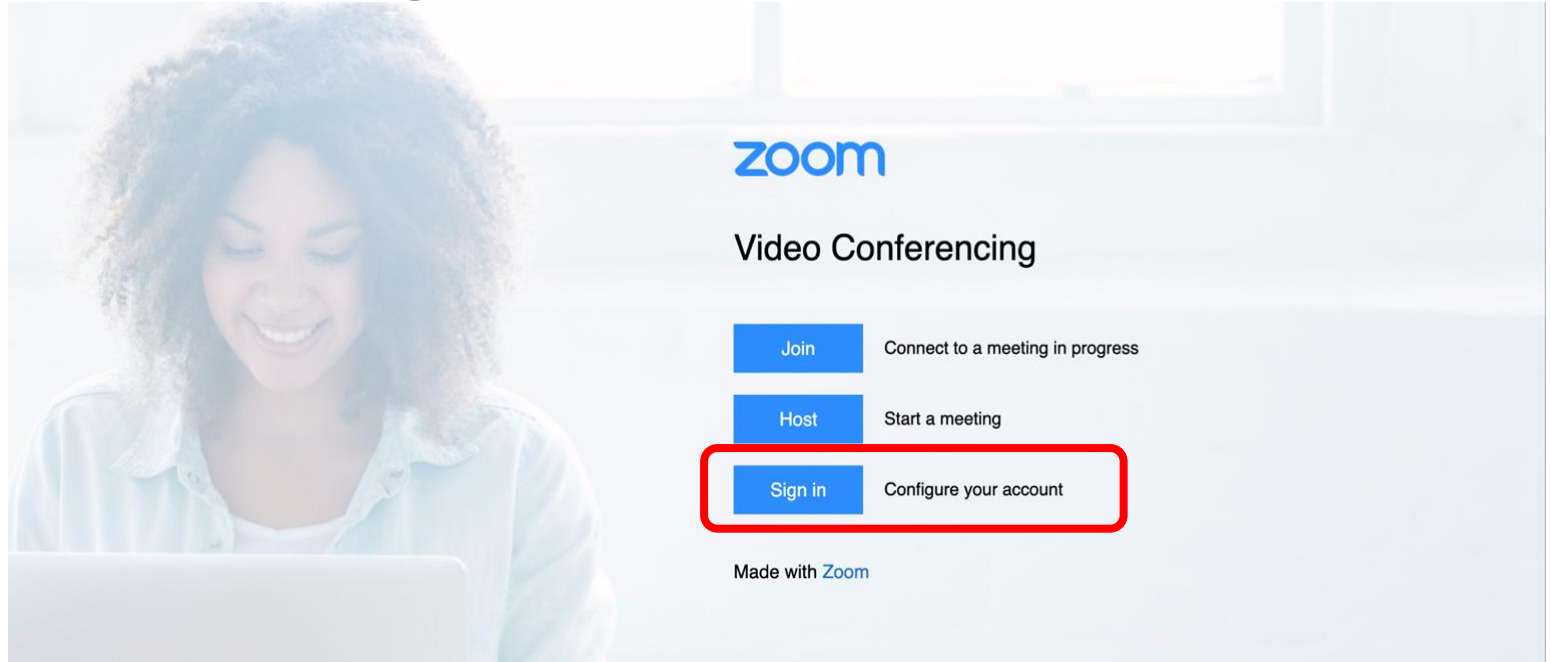 zoom
Video Conferencing
Join Connect to a meeting in progress
Host Start a meeting
Sign in Configure your account
Made with Zoom